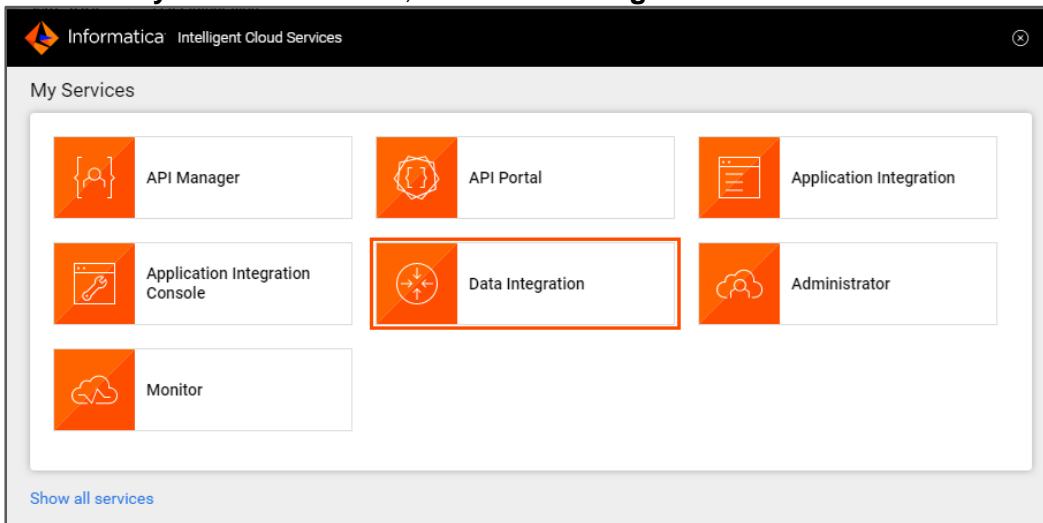 Informatica Intelligent Cloud Services
My Services
API Manager
API Portal
Application Integration
Application Integration
Console
Data Integration
Administrator
Monitor
Show all services